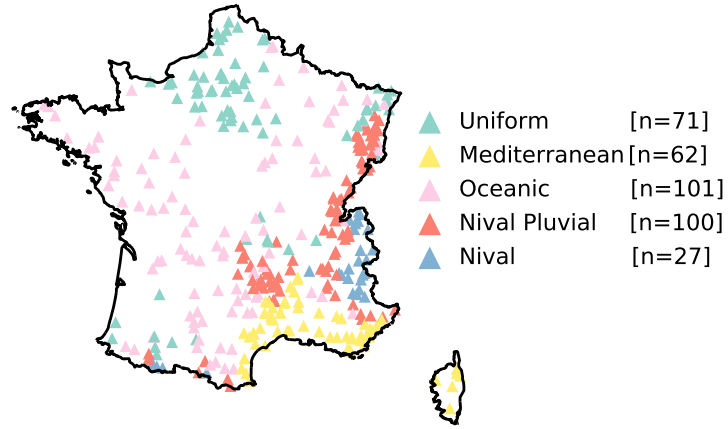 Uniform [n=71]
Mediterranean [n=62]
Oceanic [n=101]
Nival Pluvial [n=100]
Nival [n=27]